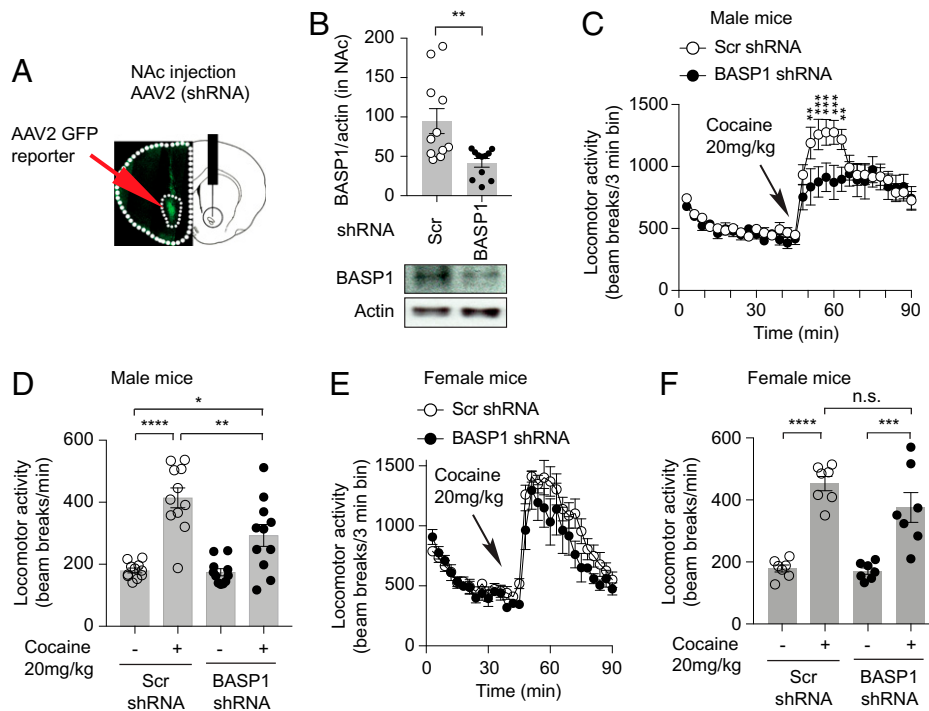 A
NAc injection
AAV2 (shRNA)
AAV2 GFP
reporter
B
**
BASP1/actin (in NAc)
200
150
100
50
0
shRNA
Scr
BASP1
BASP1
Actin
C
Male mice
Scr shRNA
BASP1 shRNA
Locomotor activity
(beam breaks/3 min bin)
1500
1000
500
0
Cocaine
20mg/kg
** *** *** *** **
0 30 60 90
Time (min)
D
Male mice
*
**** **
Locomotor activity
(beam breaks/min)
600
400
200
0
Cocaine
20mg/kg
- + - +
Scr
shRNA
BASP1
shRNA
E
Female mice
Scr shRNA
BASP1 shRNA
Locomotor activity
(beam breaks/3 min bin)
1500
1000
500
0
Cocaine
20mg/kg
0 30 60 90
Time (min)
F
Female mice
n.s.
**** ***
Locomotor activity
(beam breaks/min)
600
400
200
0
Cocaine
20mg/kg
- + - +
Scr
shRNA
BASP1
shRNA